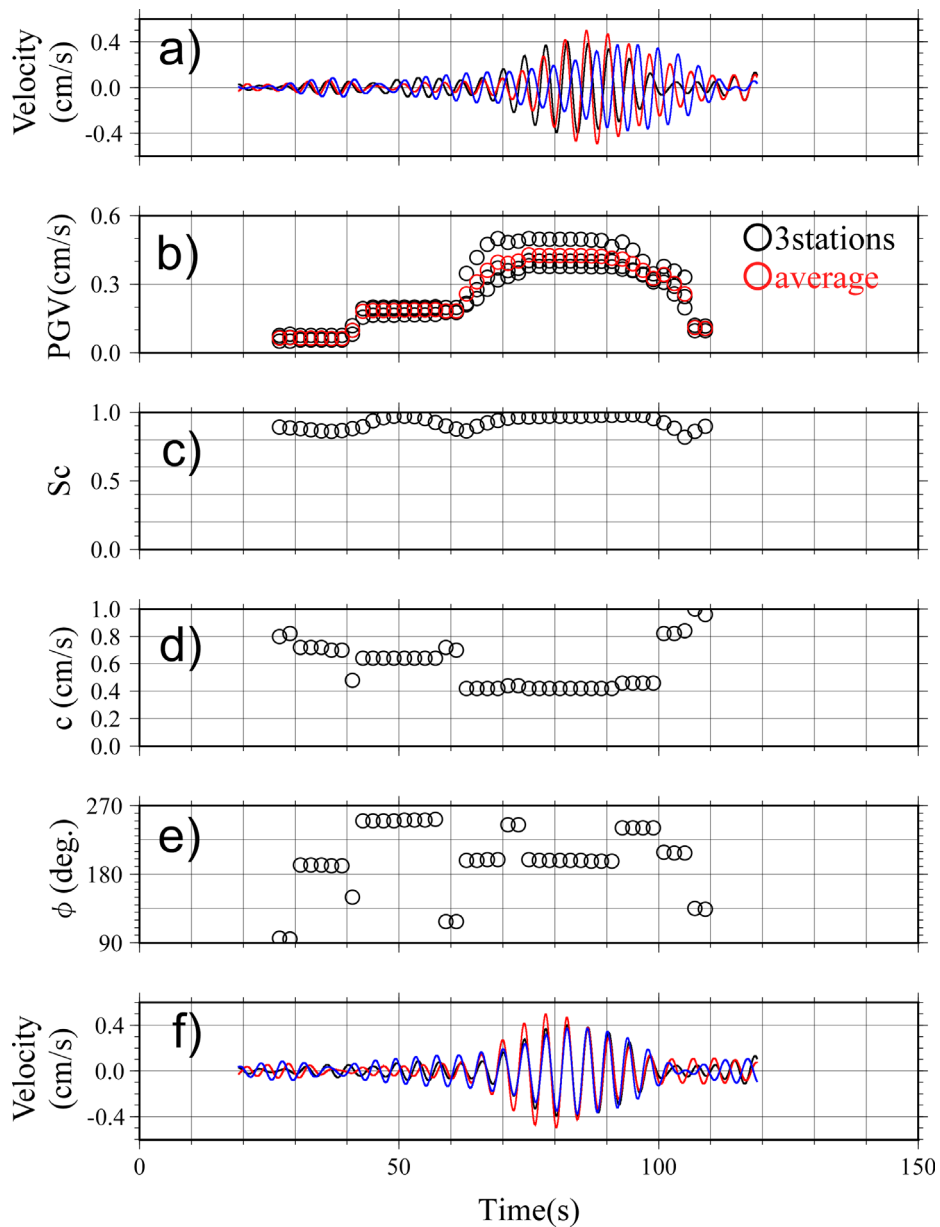 a)
Velocity
(cm/s)
0.4
0.0
-0.4
b)
PGV(cm/s)
0.6
0.3
0.0
3stations
average
c)
Sc
1.0
0.5
0.0
d)
c (cm/s)
1.0
0.8
0.6
0.4
0.2
0.0
e)
ϕ (deg.)
270
180
90
f)
Velocity
(cm/s)
0.4
0.0
-0.4
0 50 100 150
Time(s)